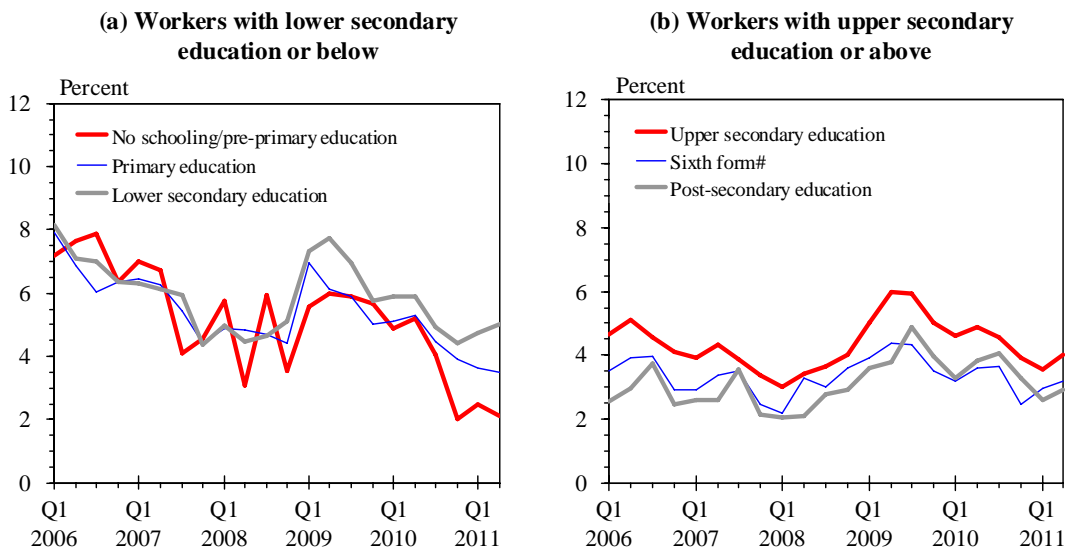 (a) Workers with lower secondary
education or below
Percent
12
10
8
6
4
2
0
No schooling/pre-primary education
Primary education
Lower secondary education
Q1 Q1 Q1 Q1 Q1 Q1
2006 2007 2008 2009 2010 2011
(b) Workers with upper secondary
education or above
Percent
12
10
8
6
4
2
0
Upper secondary education
Sixth form#
Post-secondary education
Q1 Q1 Q1 Q1 Q1 Q1
2006 2007 2008 2009 2010 2011